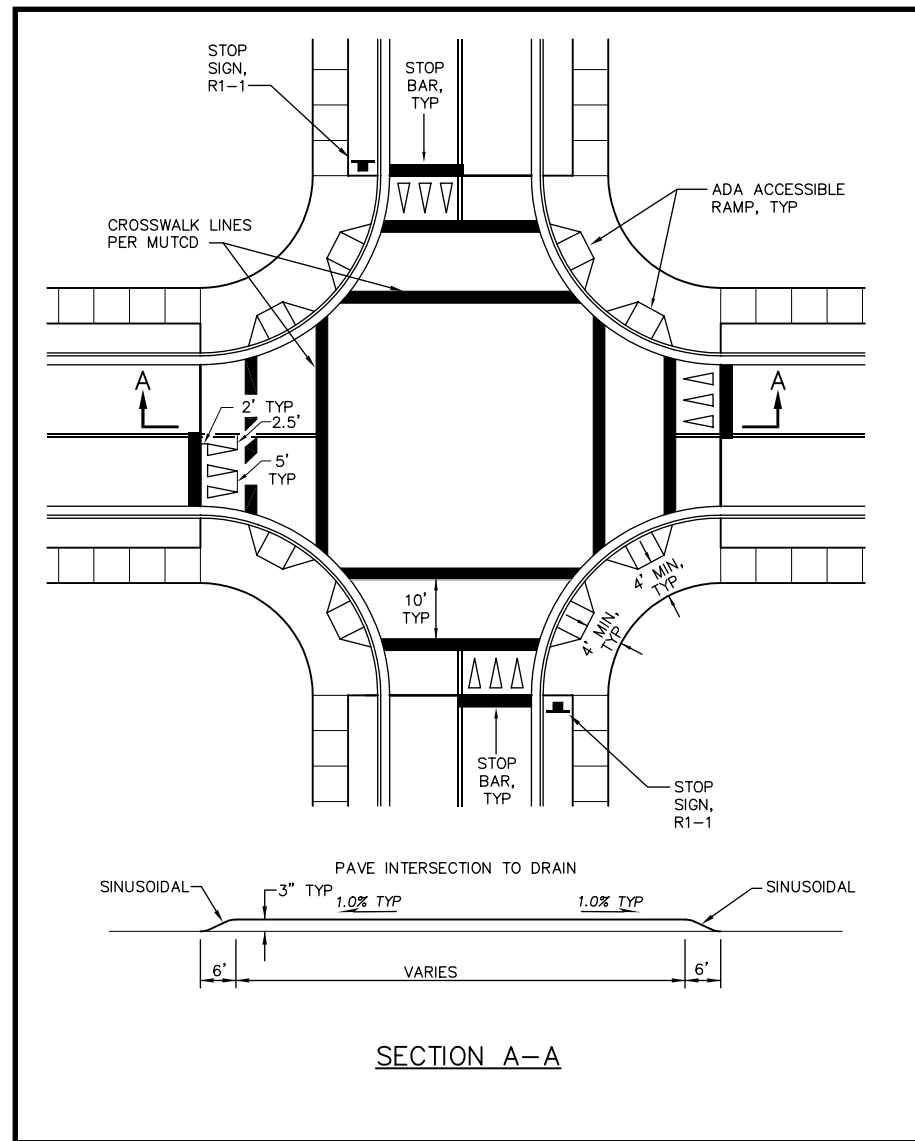 STOP
SIGN,
R1-1
STOP
BAR,
TYP
ADA ACCESSIBLE
RAMP, TYP
CROSSWALK LINES
PER MUTCD
A
A
2' TYP
2.5'
5'
TYP
4' MIN,
TYP
4' MIN,
TYP
10'
TYP
STOP
BAR,
TYP
STOP
SIGN,
R1-1
PAVE INTERSECTION TO DRAIN
SINUSOIDAL
3" TYP
1.0% TYP
1.0% TYP
SINUSOIDAL
6'
VARIES
6'
SECTION A-A